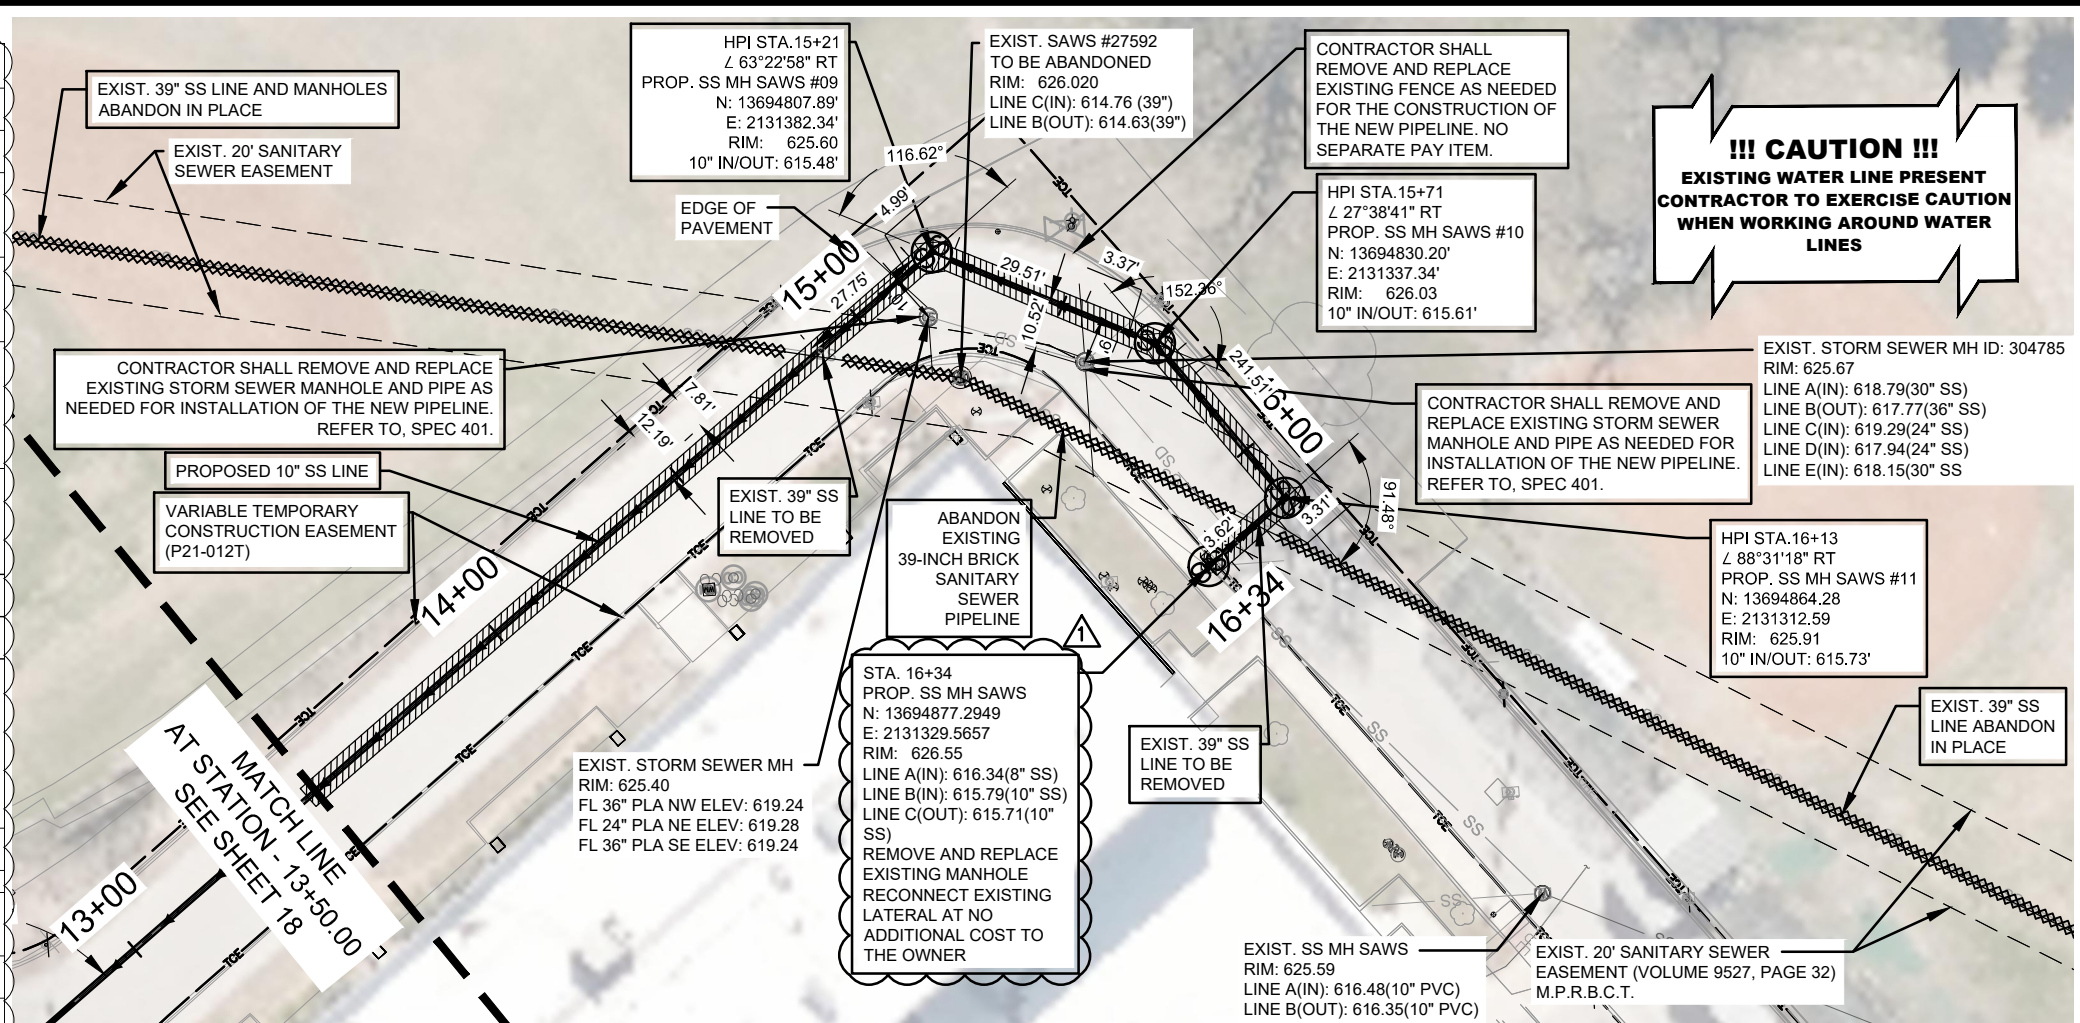 EXIST. 39" SS LINE AND MANHOLES
ABANDON IN PLACE
EXIST. 20' SANITARY
SEWER EASEMENT
HPI STA.15+21
∠ 63°22'58" RT
PROP. SS MH SAWS #09
N: 13694807.89'
E: 2131382.34'
RIM: 625.60
10" IN/OUT: 615.48'
EXIST. SAWS #27592
TO BE ABANDONED
RIM: 626.020
LINE C(IN): 614.76 (39")
LINE B(OUT): 614.63(39")
CONTRACTOR SHALL
REMOVE AND REPLACE
EXISTING FENCE AS NEEDED
FOR THE CONSTRUCTION OF
THE NEW PIPELINE. NO
SEPARATE PAY ITEM.
!!! CAUTION !!!
EXISTING WATER LINE PRESENT
CONTRACTOR TO EXERCISE CAUTION
WHEN WORKING AROUND WATER
LINES
EDGE OF
PAVEMENT
116.62°
4.99'
HPI STA.15+71
∠ 27°38'41" RT
PROP. SS MH SAWS #10
N: 13694830.20'
E: 2131337.34'
RIM: 626.03
10" IN/OUT: 615.61'
15+00
27.75'
10'
29.51'
3.37'
152.36°
10.52'
9'
CONTRACTOR SHALL REMOVE AND REPLACE
EXISTING STORM SEWER MANHOLE AND PIPE AS
NEEDED FOR INSTALLATION OF THE NEW PIPELINE.
REFER TO, SPEC 401.
7.81'
12.19'
241.51'
16+00
EXIST. STORM SEWER MH ID: 304785
RIM: 625.67
LINE A(IN): 618.79(30" SS)
LINE B(OUT): 617.77(36" SS)
LINE C(IN): 619.29(24" SS)
LINE D(IN): 617.94(24" SS)
LINE E(IN): 618.15(30" SS
CONTRACTOR SHALL REMOVE AND
REPLACE EXISTING STORM SEWER
MANHOLE AND PIPE AS NEEDED FOR
INSTALLATION OF THE NEW PIPELINE.
REFER TO, SPEC 401.
PROPOSED 10" SS LINE
VARIABLE TEMPORARY
CONSTRUCTION EASEMENT
(P21-012T)
EXIST. 39" SS
LINE TO BE
REMOVED
ABANDON
EXISTING
39-INCH BRICK
SANITARY
SEWER
PIPELINE
3.62'
3.31'
91.48°
HPI STA.16+13
∠ 88°31'18" RT
PROP. SS MH SAWS #11
N: 13694864.28
E: 2131312.59
RIM: 625.91
10" IN/OUT: 615.73'
14+00
16+34
1
STA. 16+34
PROP. SS MH SAWS
N: 13694877.2949
E: 2131329.5657
RIM: 626.55
LINE A(IN): 616.34(8" SS)
LINE B(IN): 615.79(10" SS)
LINE C(OUT): 615.71(10"
SS)
REMOVE AND REPLACE
EXISTING MANHOLE
RECONNECT EXISTING
LATERAL AT NO
ADDITIONAL COST TO
THE OWNER
EXIST. 39" SS
LINE TO BE
REMOVED
EXIST. 39" SS
LINE ABANDON
IN PLACE
MATCH LINE
AT STATION - 13+50.00
SEE SHEET 18
EXIST. STORM SEWER MH
RIM: 625.40
FL 36" PLA NW ELEV: 619.24
FL 24" PLA NE ELEV: 619.28
FL 36" PLA SE ELEV: 619.24
13+00
EXIST. SS MH SAWS
RIM: 625.59
LINE A(IN): 616.48(10" PVC)
LINE B(OUT): 616.35(10" PVC)
EXIST. 20' SANITARY SEWER
EASEMENT (VOLUME 9527, PAGE 32)
M.P.R.B.C.T.
TCE
TCE
TCE
TCE
TCE
TCE
TCE
TCE
TCE
SD
SD
SS
SS
SS
SS
WM